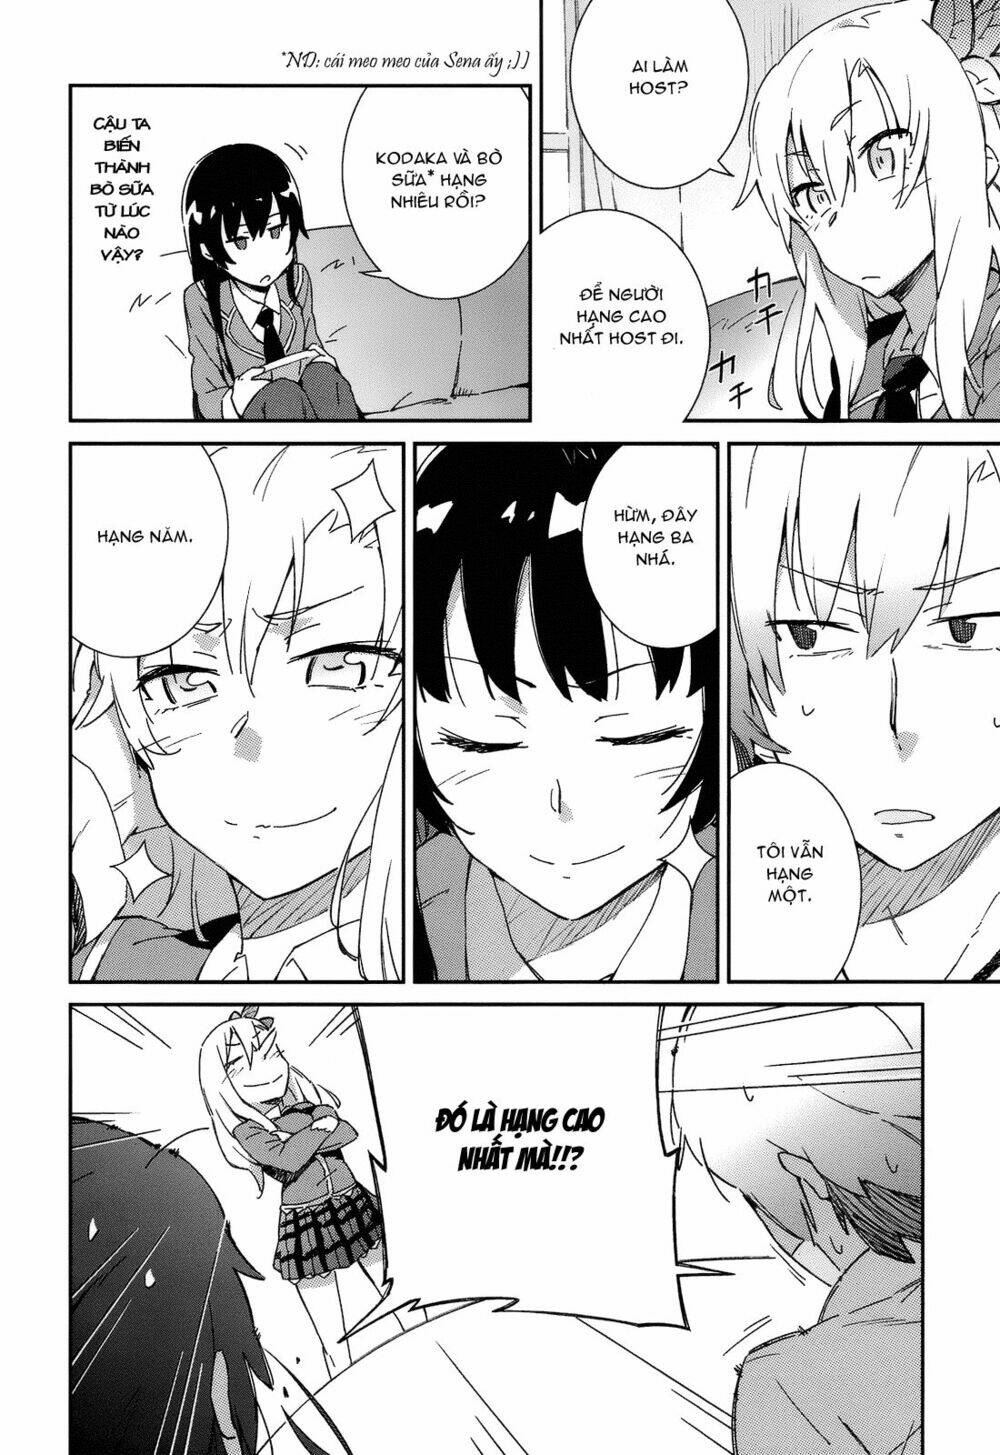 AI LÀM
HOST?
ĐỂ NGƯỜI
HẠNG CAO
NHẤT HOST ĐI.
カチ
カチ
*ND: cái meo meo của Sena ấy ;))
KODAKA VÀ BÒ
SỮA* HẠNG
NHIÊU RỒI?
CẬU TA
BIẾN
THÀNH
BÒ SỮA
TỪ LÚC
NÀO
VẬY?
TÔI VẪN
HẠNG
MỘT.
HỪM, ĐÂY
HẠNG BA
NHÁ.
HẠNG NĂM.
ĐÓ LÀ HẠNG CAO
NHẤT MÀ!!?